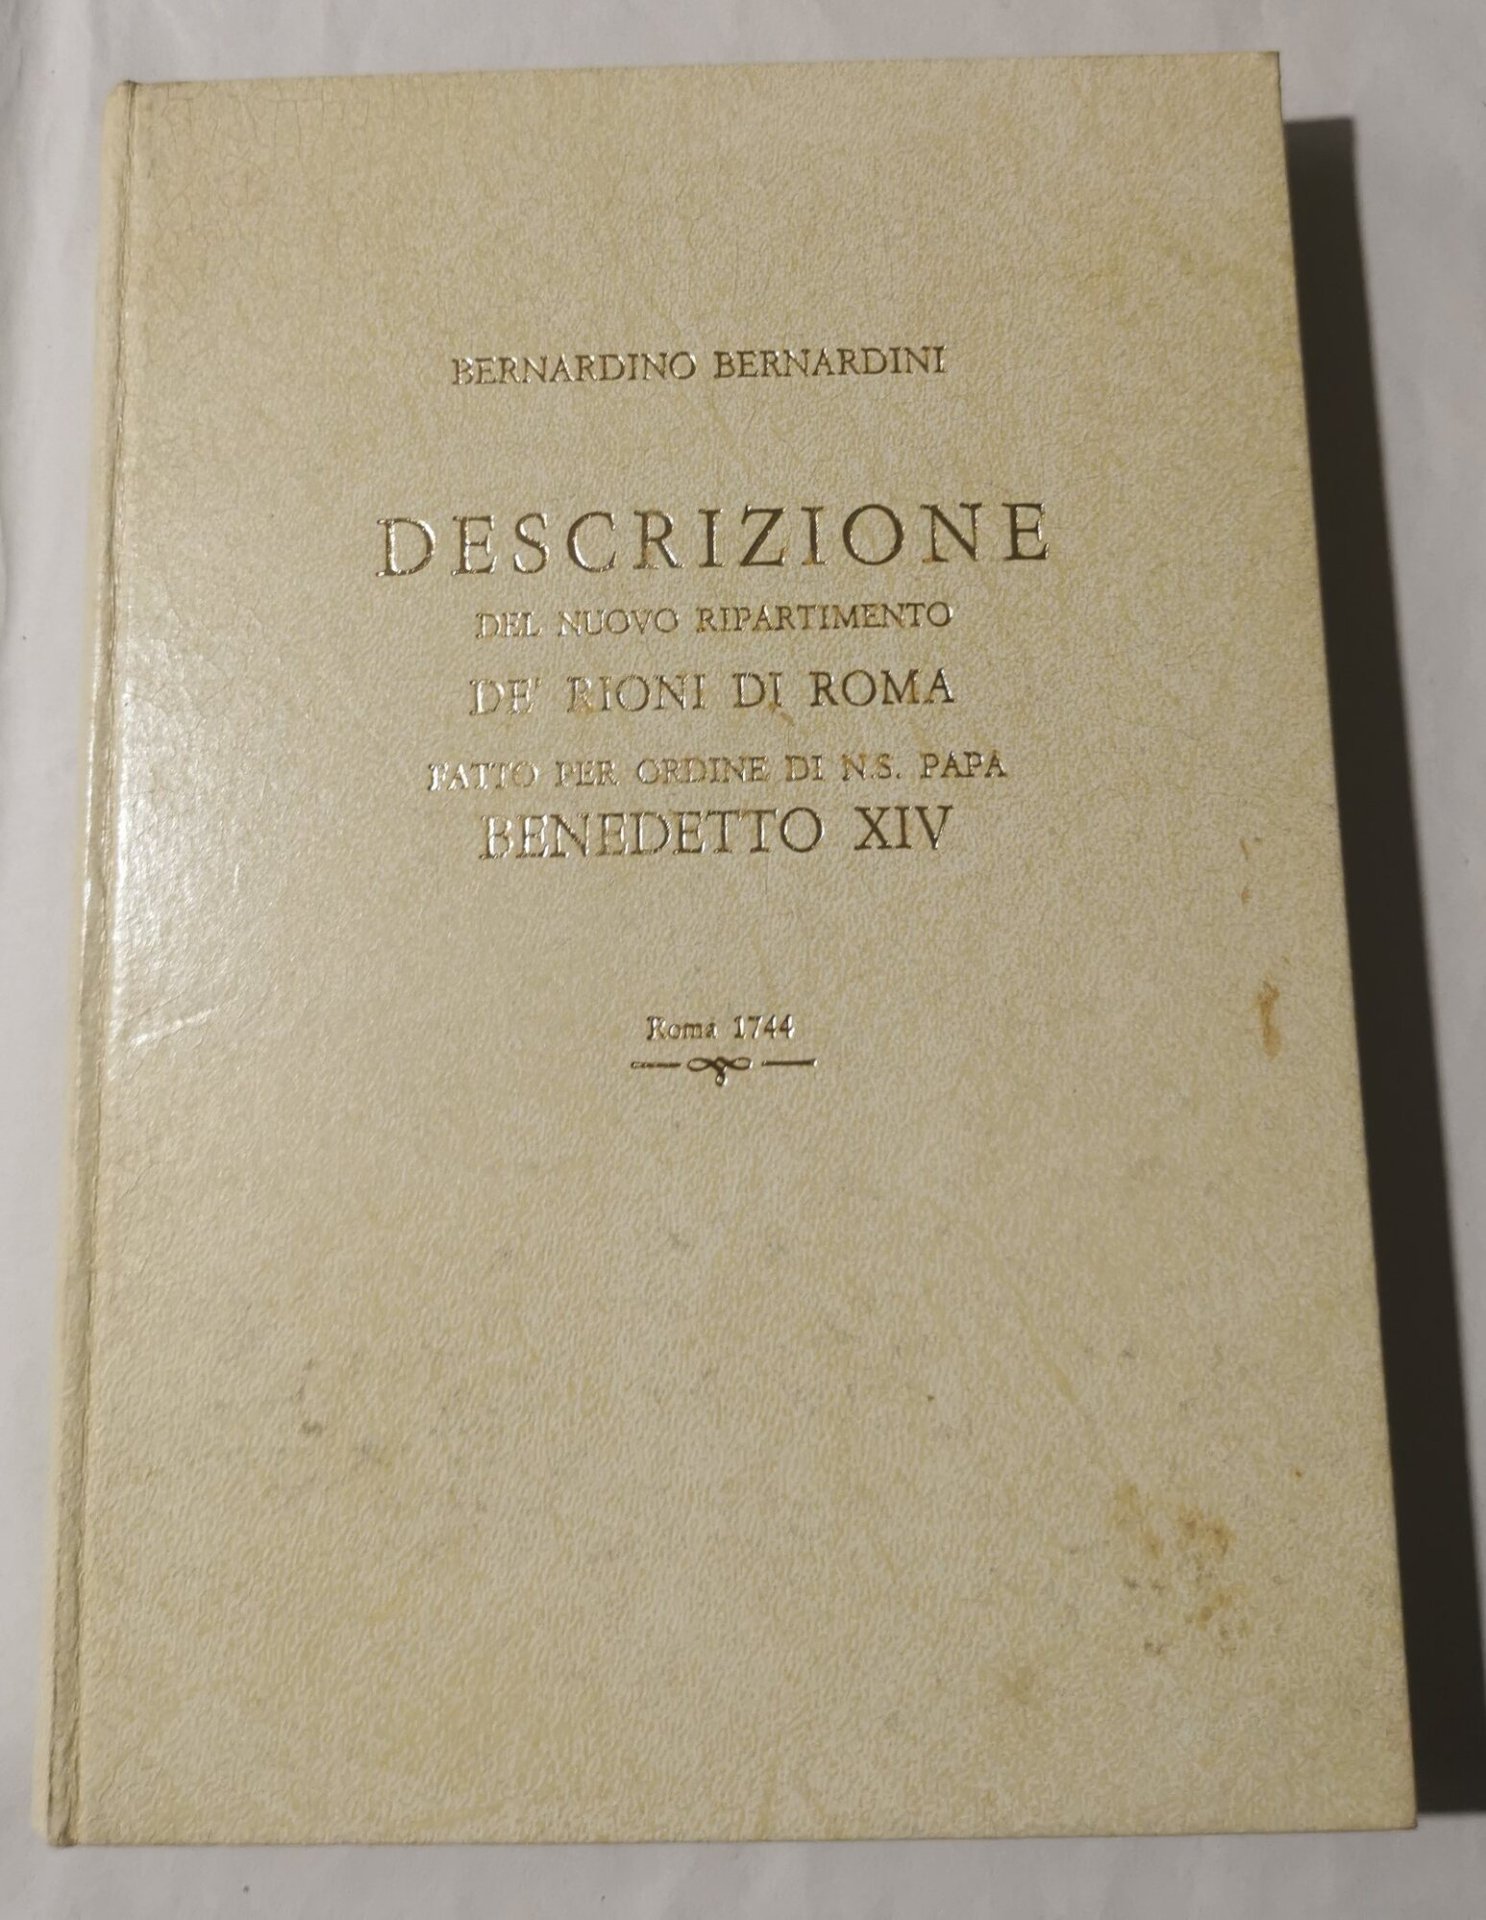 BERNARDINO BERNARDINI
DESCRIZIONE
DEL NUOVO RIPARTIMENTO
DE' RIONI DI ROMA
FATTO PER ORDINE DI N.S. PAPA
BENEDETTO XIV
Roma 1744